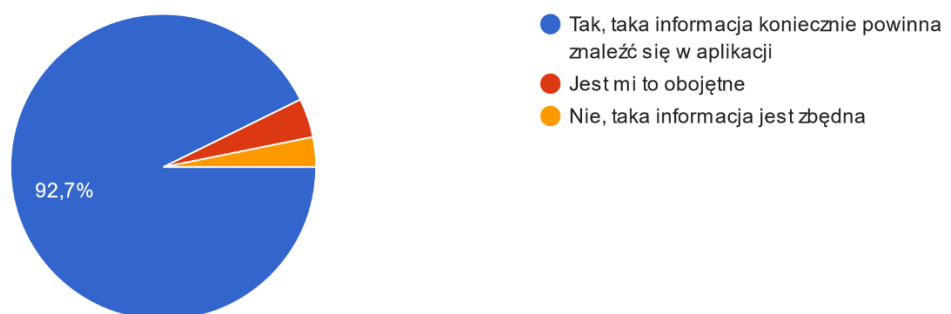 Tak, taka informacja koniecznie powinna
znaleźć się w aplikacji
Jest mi to obojętne
Nie, taka informacja jest zbędna
92,7%